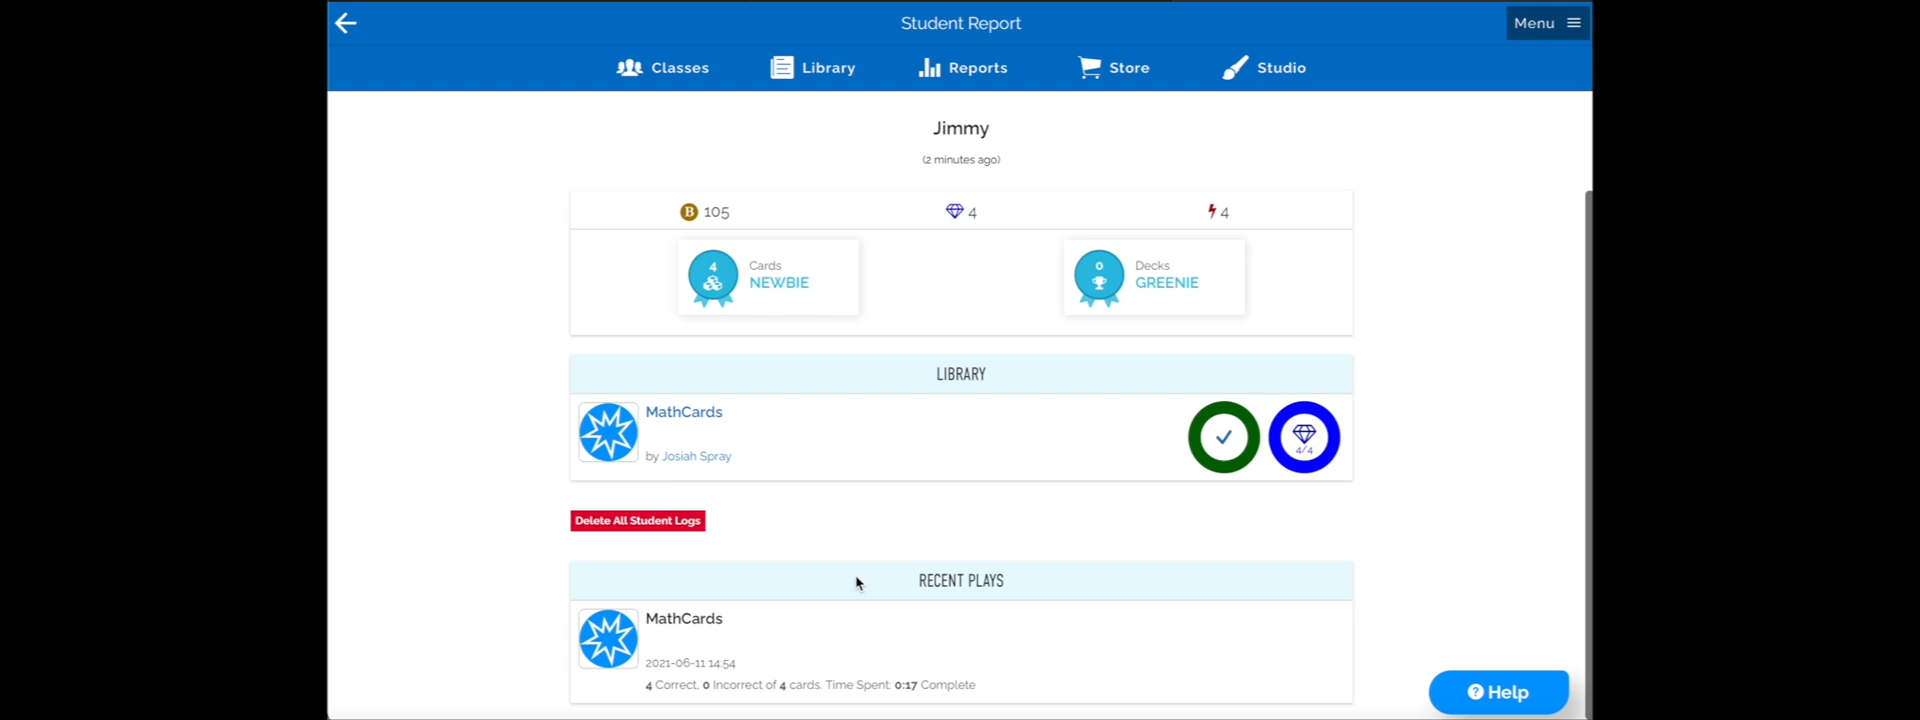 Student Report
Menu
Classes Library Reports Store Studio
Jimmy
(2 minutes ago)
B 105 4 4
4 Cards
NEWBIE
0 Decks
GREENIE
LIBRARY
MathCards
by Josiah Spray
4/4
Delete All Student Logs
RECENT PLAYS
MathCards
2021-06-11 14:54
4 Correct, 0 Incorrect of 4 cards. Time Spent: 0:17 Complete
? Help